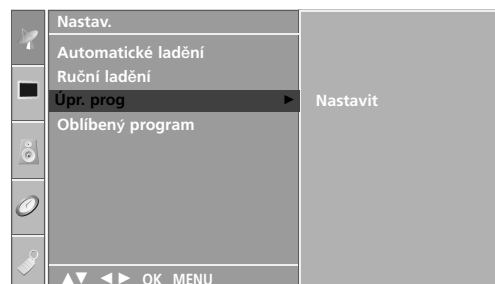 Nastav.
Automatické ladění
Ruční ladění
Úpr. prog ►
Nastavit
Oblíbený program
▲▼ ◄► OK MENU